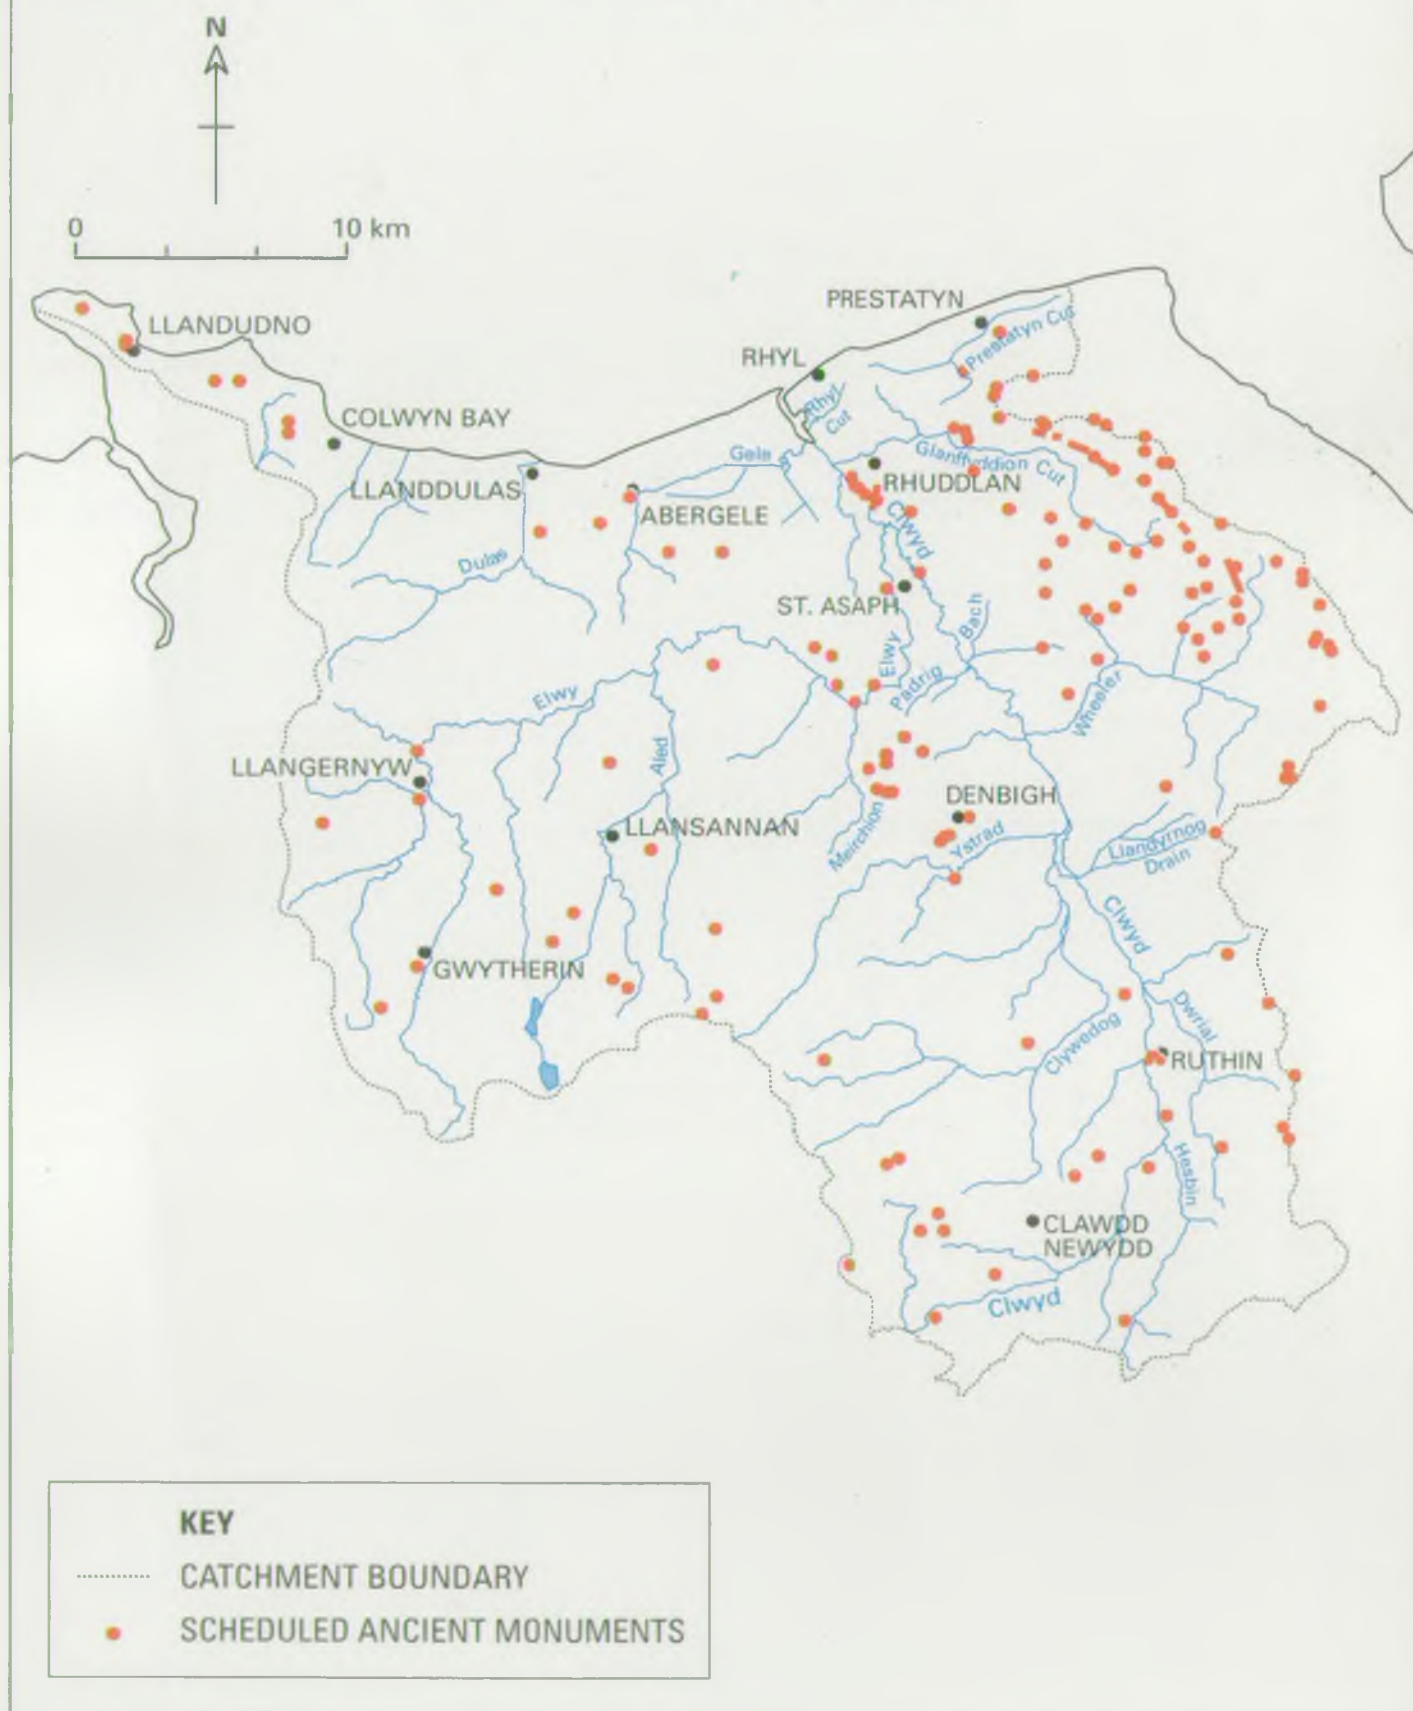 N
0 10 km
PRESTATYN
LLANDUDNO
Prestatyn Cut
RHYL
Rhyl
Cut
COLWYN BAY
Gele
Glanffyddion Cut
LLANDDULAS
RHUDDLAN
ABERGELE
Clwyd
Dulas
ST. ASAPH
Bach
Elwy
Padrig
Elwy
Wheeler
Aled
LLANGERNYW
DENBIGH
LLANSANNAN
Meirchion
Ystrad
Llandyrnog
Drain
Clwyd
GWYTHERIN
Dwrial
Clywedog
RUTHIN
Hesbin
CLAWDD
NEWYDD
Clwyd
KEY
CATCHMENT BOUNDARY
SCHEDULED ANCIENT MONUMENTS